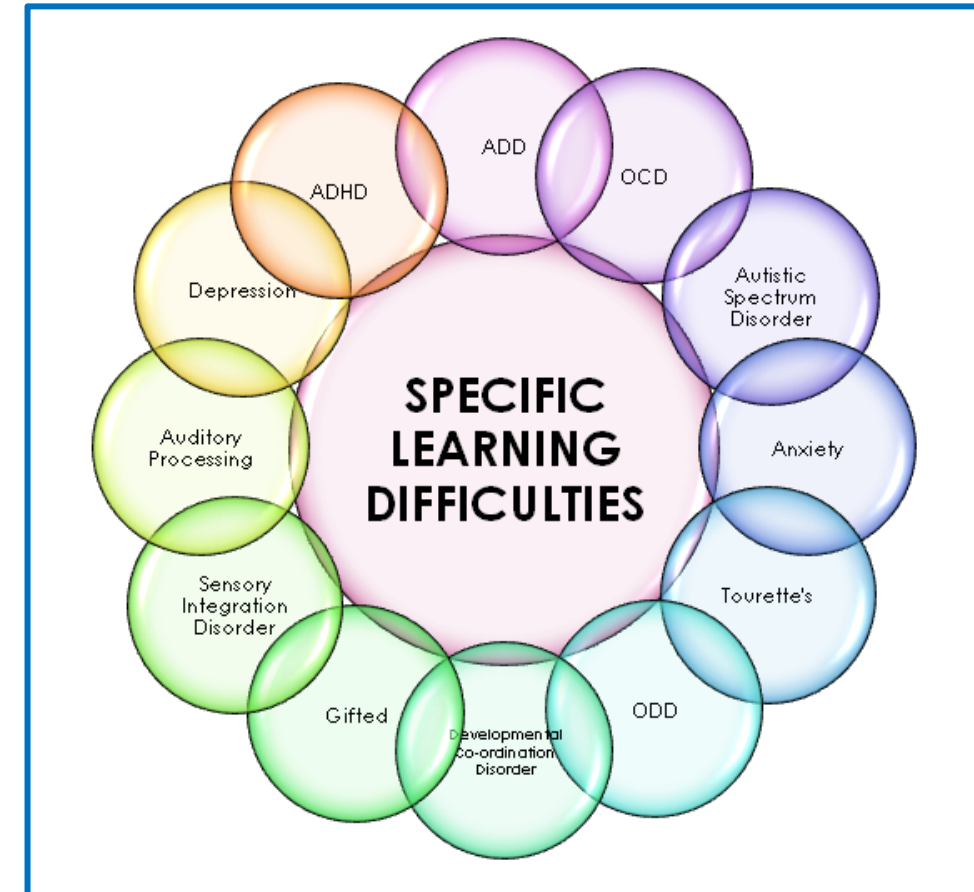 ADD
OCD
Autistic
Spectrum
Disorder
Anxiety
Tourette's
ODD
Developmental
Co-ordination
Disorder
Gifted
Sensory
Integration
Disorder
Auditory
Processing
Depression
ADHD
SPECIFIC
LEARNING
DIFFICULTIES